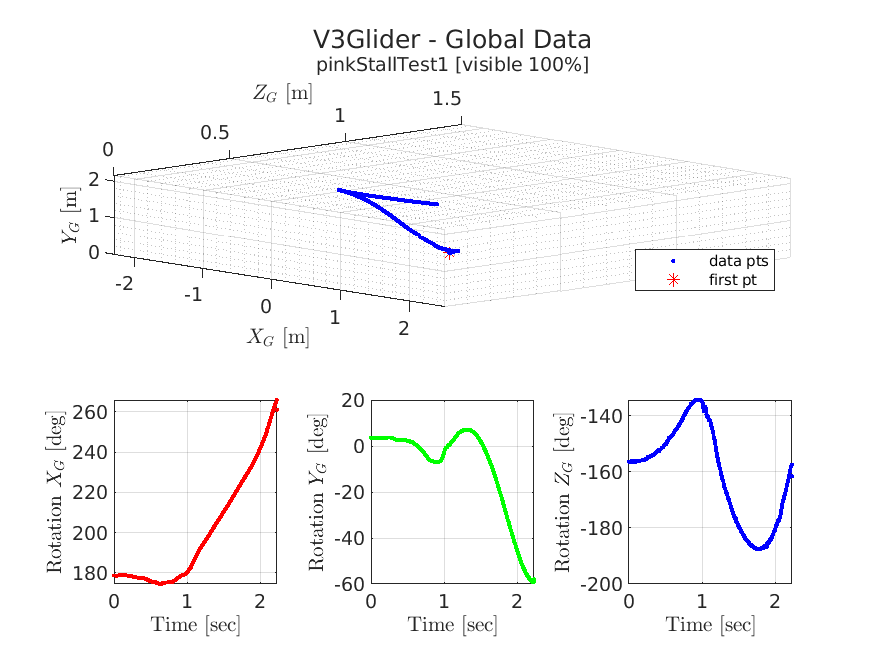 V3Glider - Global Data
pinkStallTest1 [visible 100%]
Z_G [m]
0 0.5 1 1.5
Y_G [m]
2
1
0
-2 -1 0 1 2
X_G [m]
data pts
first pt
Rotation X_G [deg]
260
240
220
200
180
0 1 2
Time [sec]
Rotation Y_G [deg]
20
0
-20
-40
-60
0 1 2
Time [sec]
Rotation Z_G [deg]
-140
-160
-180
-200
0 1 2
Time [sec]